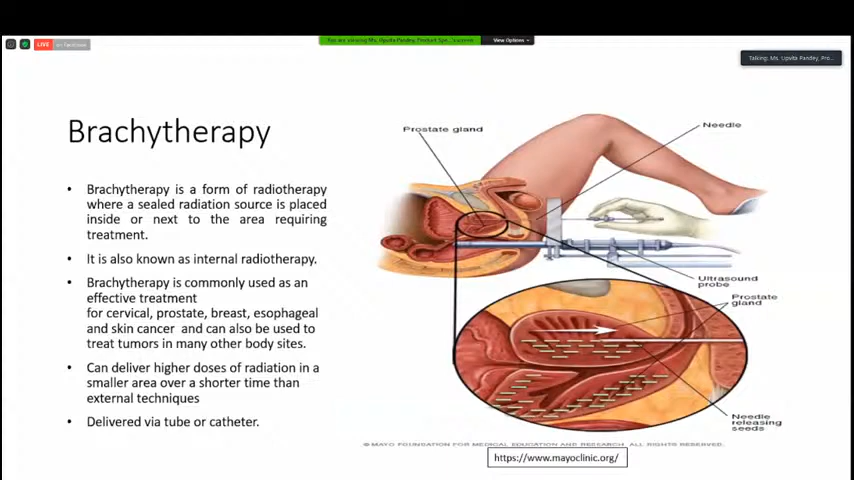 LIVE
You are viewing Ms. Upvita Pandey, Product Spe...'s screen
View Options
Talking: Ms. Upvita Pandey, Pro...
Brachytherapy
• Brachytherapy is a form of radiotherapy
where a sealed radiation source is placed
inside or next to the area requiring
treatment.
• It is also known as internal radiotherapy.
• Brachytherapy is commonly used as an
effective treatment
for cervical, prostate, breast, esophageal
and skin cancer and can also be used to
treat tumors in many other body sites.
• Can deliver higher doses of radiation in a
smaller area over a shorter time than
external techniques
• Delivered via tube or catheter.
Prostate gland
Needle
Ultrasound
probe
Prostate
gland
Needle
releasing
seeds
© MAYO FOUNDATION FOR MEDICAL EDUCATION AND RESEARCH. ALL RIGHTS RESERVED.
https://www.mayoclinic.org/